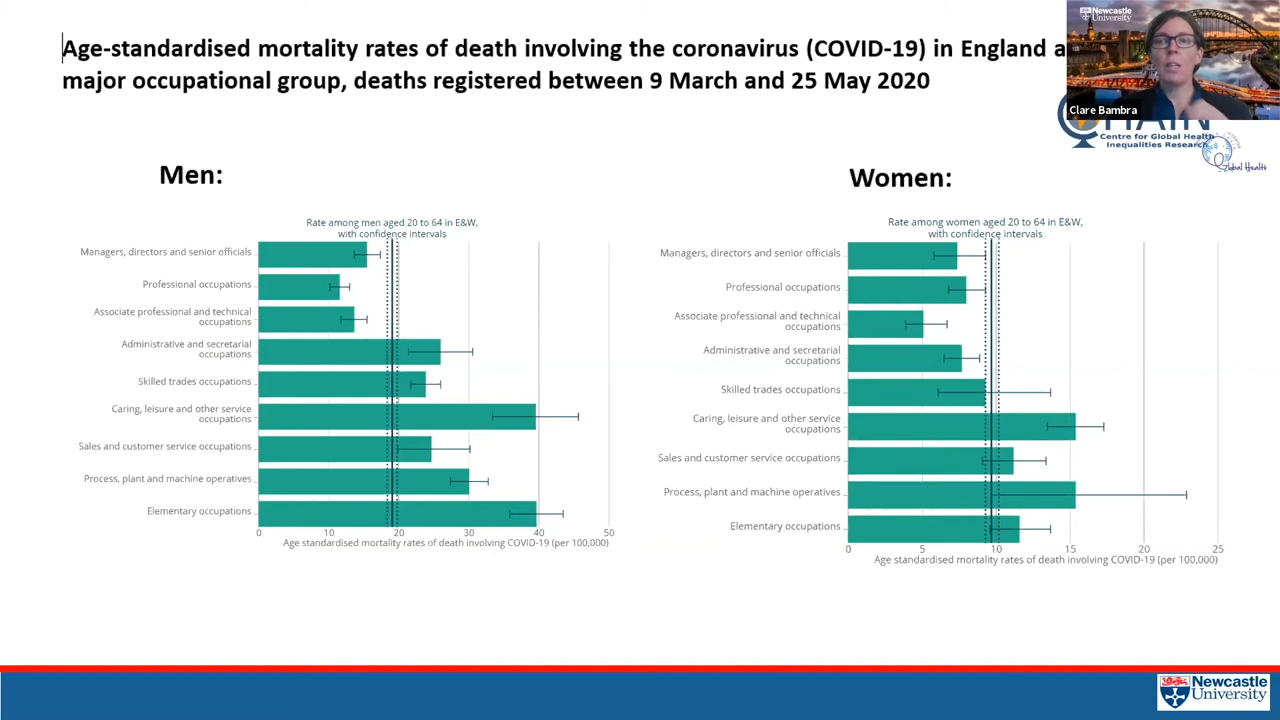 Age-standardised mortality rates of death involving the coronavirus (COVID-19) in England a
major occupational group, deaths registered between 9 March and 25 May 2020
Newcastle
University
Clare Bambra
Centre for Global Health
Inequalities Research
Global Health
Men:
Rate among men aged 20 to 64 in E&W,
with confidence intervals
Managers, directors and senior officials
Professional occupations
Associate professional and technical
occupations
Administrative and secretarial
occupations
Skilled trades occupations
Caring, leisure and other service
occupations
Sales and customer service occupations
Process, plant and machine operatives
Elementary occupations
0 10 20 30 40 50
Age standardised mortality rates of death involving COVID-19 (per 100,000)
Women:
Rate among women aged 20 to 64 in E&W,
with confidence intervals
Managers, directors and senior officials
Professional occupations
Associate professional and technical
occupations
Administrative and secretarial
occupations
Skilled trades occupations
Caring, leisure and other service
occupations
Sales and customer service occupations
Process, plant and machine operatives
Elementary occupations
0 5 10 15 20 25
Age standardised mortality rates of death involving COVID-19 (per 100,000)
Newcastle
University